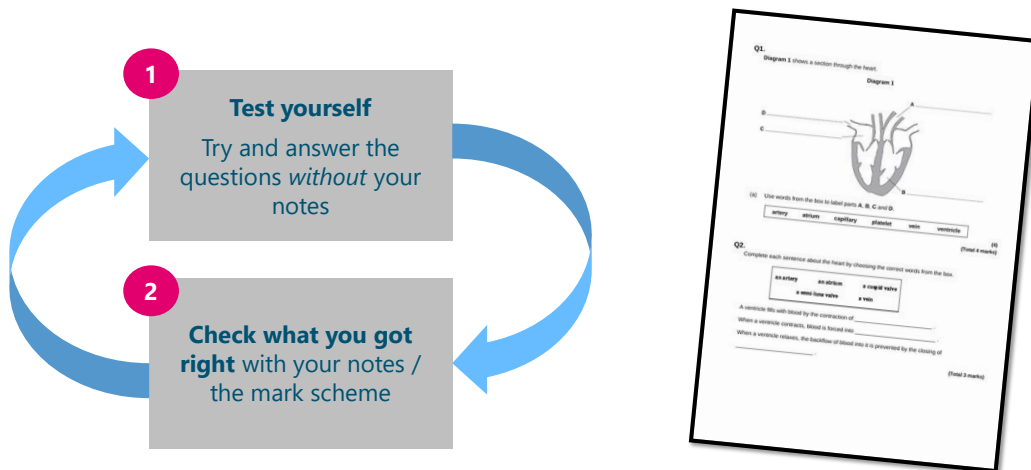 1
Test yourself
Try and answer the
questions without your
notes
2
Check what you got
right with your notes /
the mark scheme
Q1.
Diagram 1 shows a section through the heart.
Diagram 1
A
D
C
B
(a) Use words from the box to label parts A, B, C and D.
artery atrium capillary platelet vein ventricle
(4)
(Total 4 marks)
Q2.
Complete each sentence about the heart by choosing the correct words from the box.
an artery an atrium a cuspid valve
a semi-luna valve a vein
A ventricle fills with blood by the contraction of ____________ .
When a ventricle contracts, blood is forced into ____________ .
When a ventricle relaxes, the backflow of blood into it is prevented by the closing of
____________ .
(Total 3 marks)